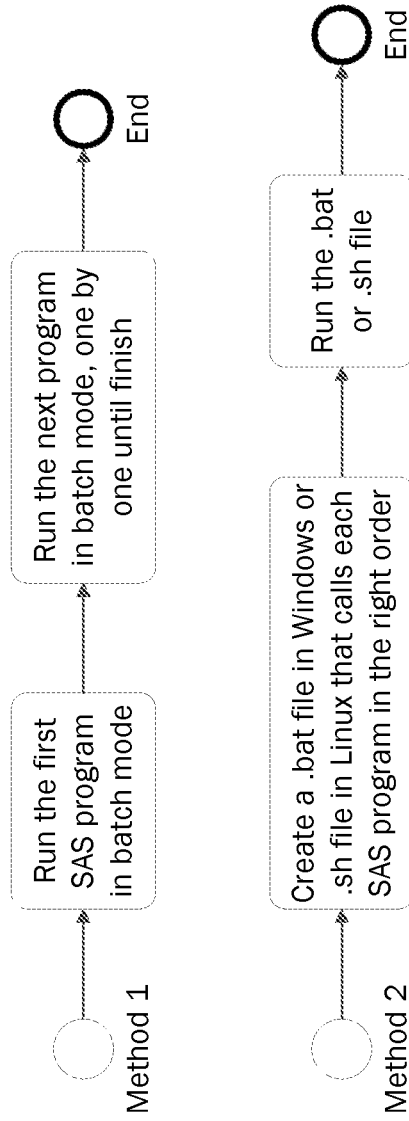 Method 1
Run the first
SAS program
in batch mode
Run the next program
in batch mode, one by
one until finish
End
Method 2
Create a .bat file in Windows or
.sh file in Linux that calls each
SAS program in the right order
Run the .bat
or .sh file
End